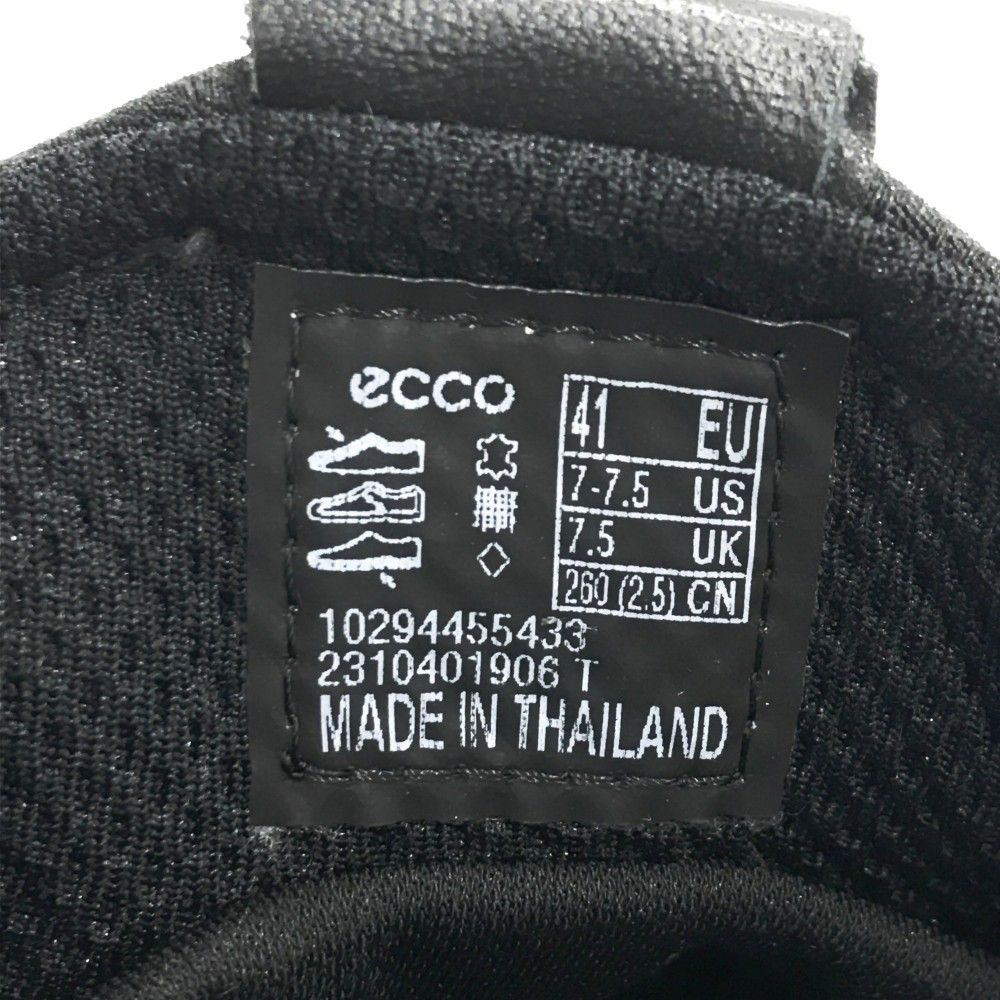 ecco
41 EU
7-7.5 US
7.5 UK
260 (2.5) CN
10294455433
2310401906 T
MADE IN THAILAND